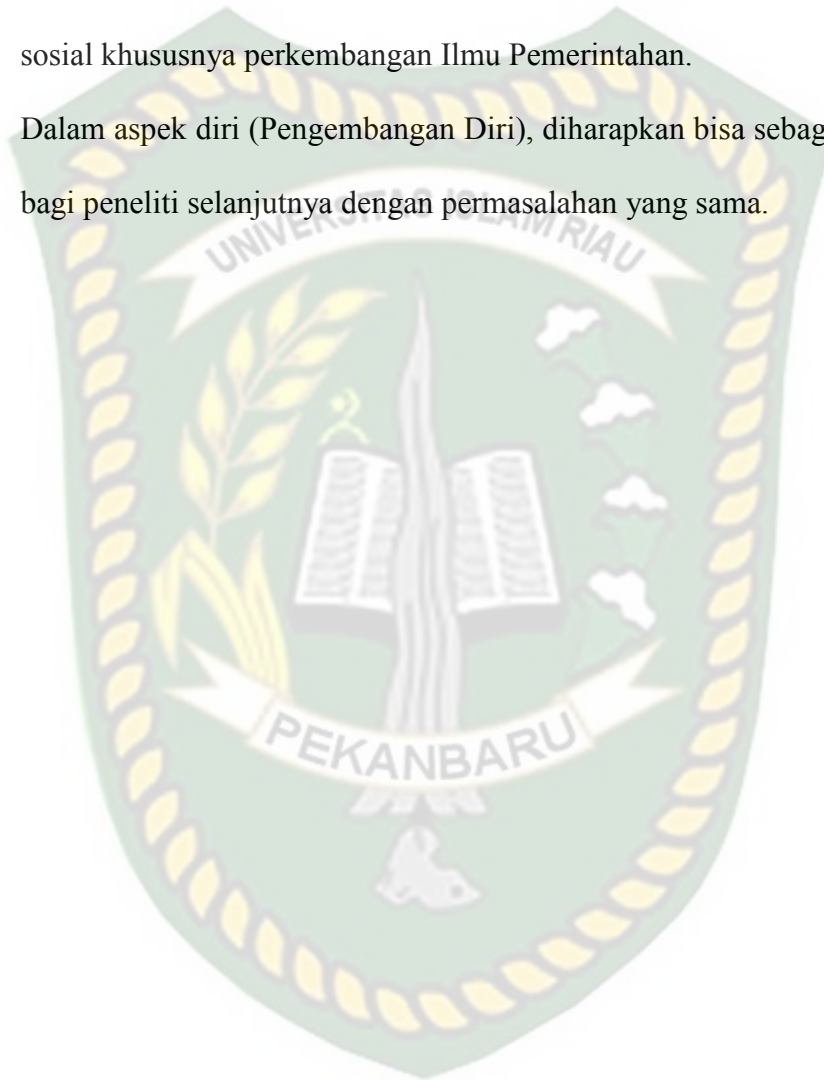 sosial khususnya perkembangan Ilmu Pemerintahan.
Dalam aspek diri (Pengembangan Diri), diharapkan bisa sebag
bagi peneliti selanjutnya dengan permasalahan yang sama.
UNIVERSITAS ISLAM RIAU
PEKANBARU